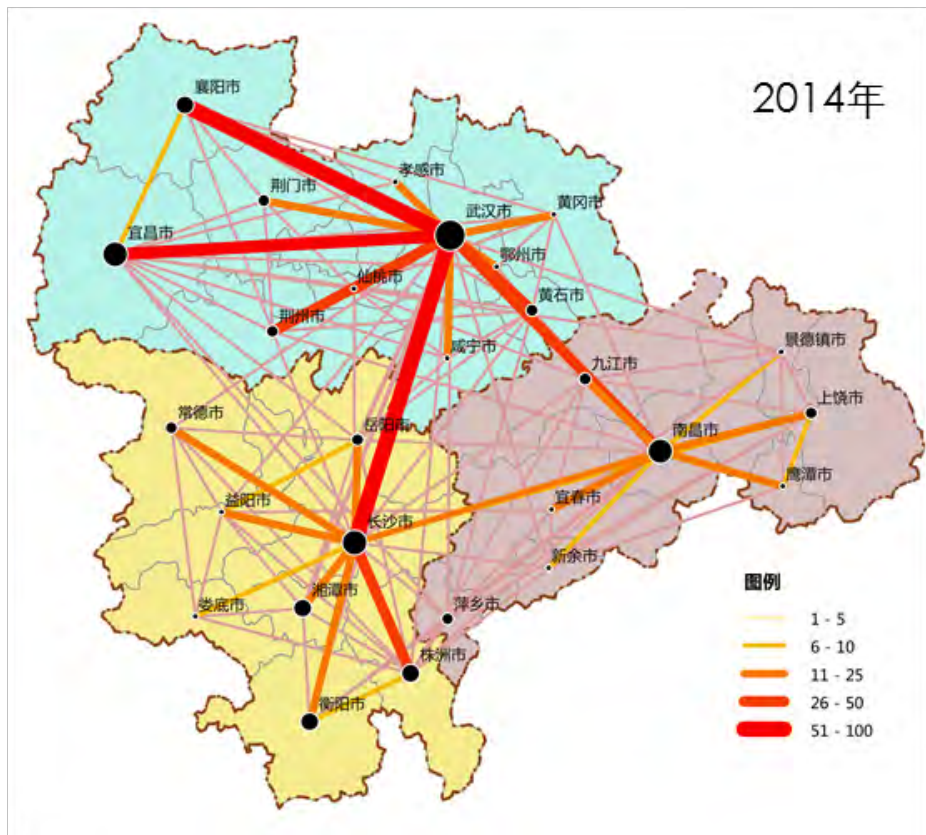 2014年
襄阳市
孝感市
荆门市
武汉市
黄冈市
宜昌市
鄂州市
仙桃市
黄石市
荆州市
咸宁市
景德镇市
九江市
上饶市
常德市
岳阳市
南昌市
鹰潭市
益阳市
宜春市
长沙市
新余市
湘潭市
娄底市
萍乡市
株洲市
衡阳市
图例
1 - 5
6 - 10
11 - 25
26 - 50
51 - 100